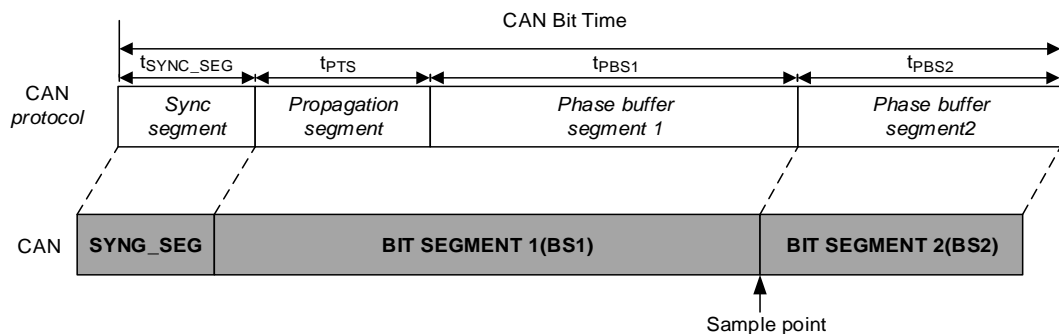 CAN Bit Time
tSYNC_SEG tPTS tPBS1 tPBS2
CAN protocol
Sync segment
Propagation segment
Phase buffer segment 1
Phase buffer segment2
CAN SYNG_SEG BIT SEGMENT 1(BS1) BIT SEGMENT 2(BS2)
Sample point